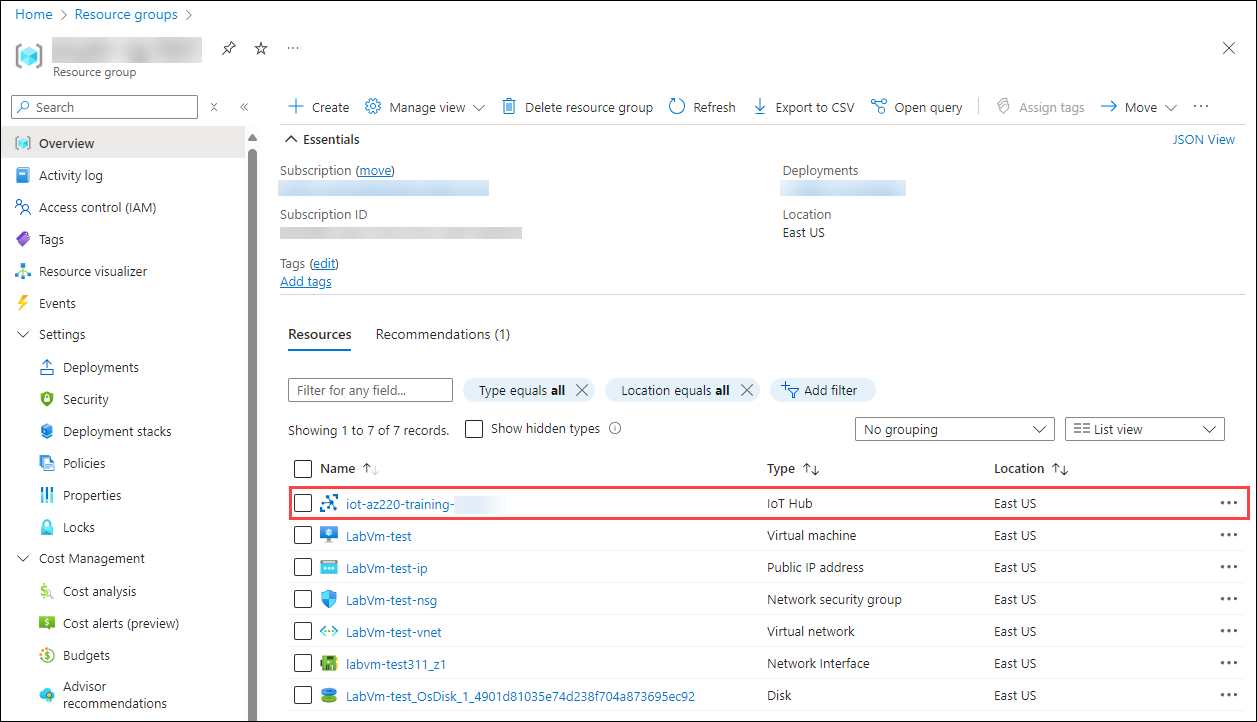 Home > Resource groups >
Resource group
Search
Overview
Activity log
Access control (IAM)
Tags
Resource visualizer
Events
Settings
Deployments
Security
Deployment stacks
Policies
Properties
Locks
Cost Management
Cost analysis
Cost alerts (preview)
Budgets
Advisor
recommendations
Create Manage view Delete resource group Refresh Export to CSV Open query Assign tags Move
Essentials JSON View
Subscription (move) Deployments
Subscription ID Location
East US
Tags (edit)
Add tags
Resources Recommendations (1)
Filter for any field... Type equals all Location equals all Add filter
Showing 1 to 7 of 7 records. Show hidden types No grouping List view
Name Type Location
iot-az220-training- IoT Hub East US
LabVm-test Virtual machine East US
LabVm-test-ip Public IP address East US
LabVm-test-nsg Network security group East US
LabVm-test-vnet Virtual network East US
labvm-test311_z1 Network Interface East US
LabVm-test_OsDisk_1_4901d81035e74d238f704a873695ec92 Disk East US